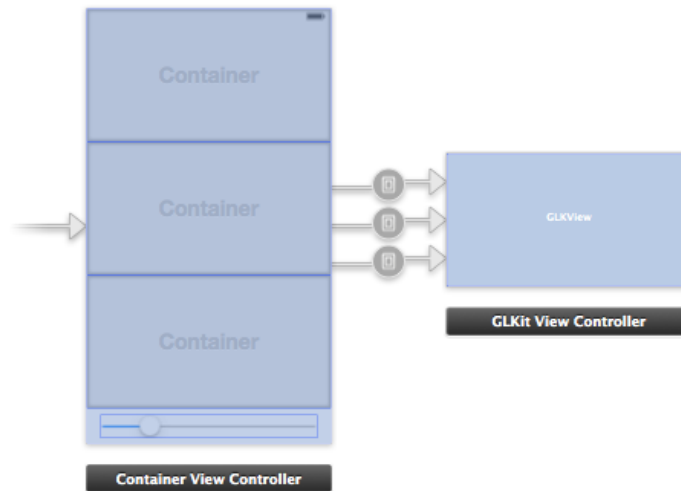 Container
Container
GLKView
Container
GLKit View Controller
Container View Controller